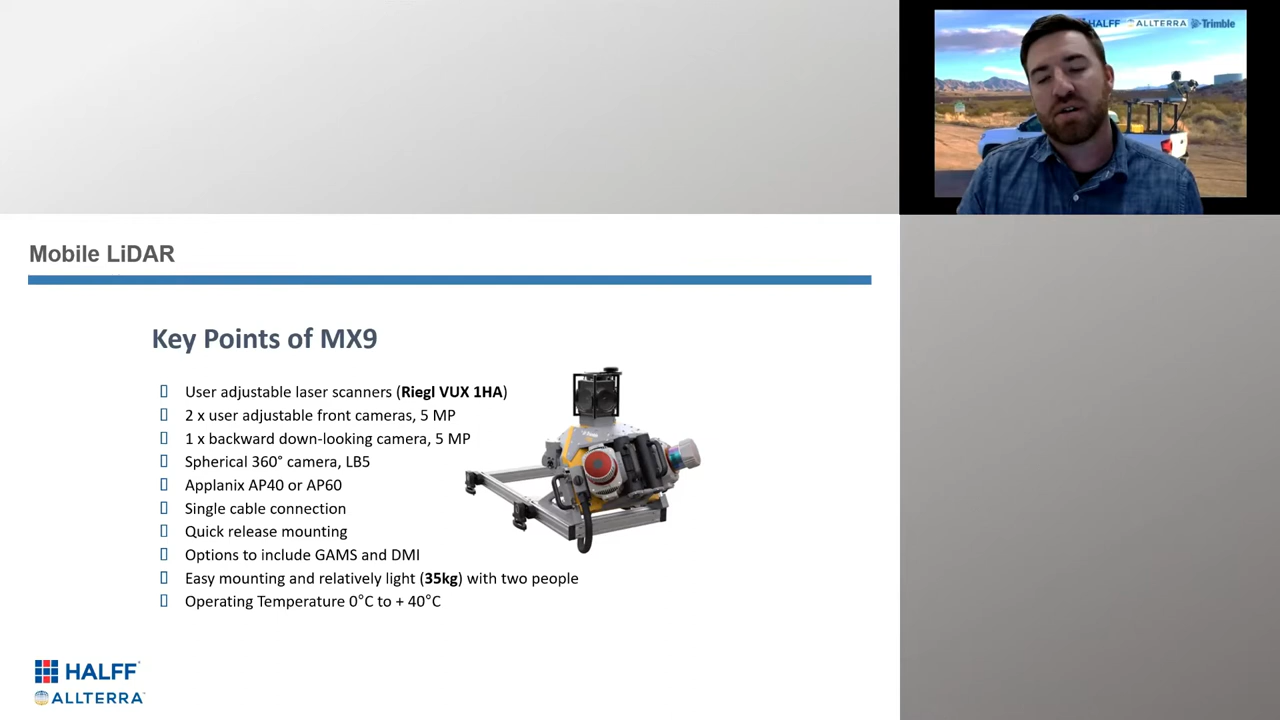 HALFF ALLTERRA Trimble
Mobile LiDAR
Key Points of MX9
User adjustable laser scanners (Riegl VUX 1HA)
2 x user adjustable front cameras, 5 MP
1 x backward down-looking camera, 5 MP
Spherical 360° camera, LB5
Applanix AP40 or AP60
Single cable connection
Quick release mounting
Options to include GAMS and DMI
Easy mounting and relatively light (35kg) with two people
Operating Temperature 0°C to + 40°C
HALFF
ALLTERRA